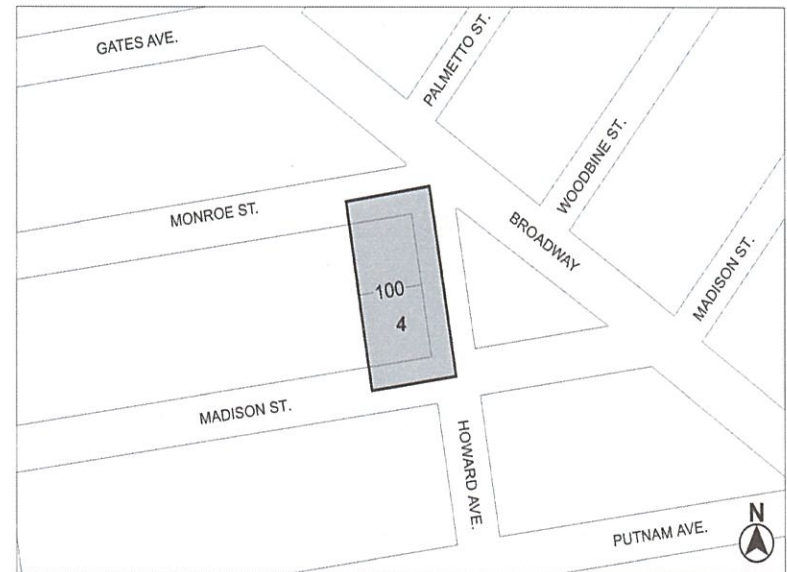 GATES AVE.
PALMETTO ST.
WOODBINE ST.
MONROE ST.
BROADWAY
MADISON ST.
100
4
MADISON ST.
HOWARD AVE.
PUTNAM AVE.
N